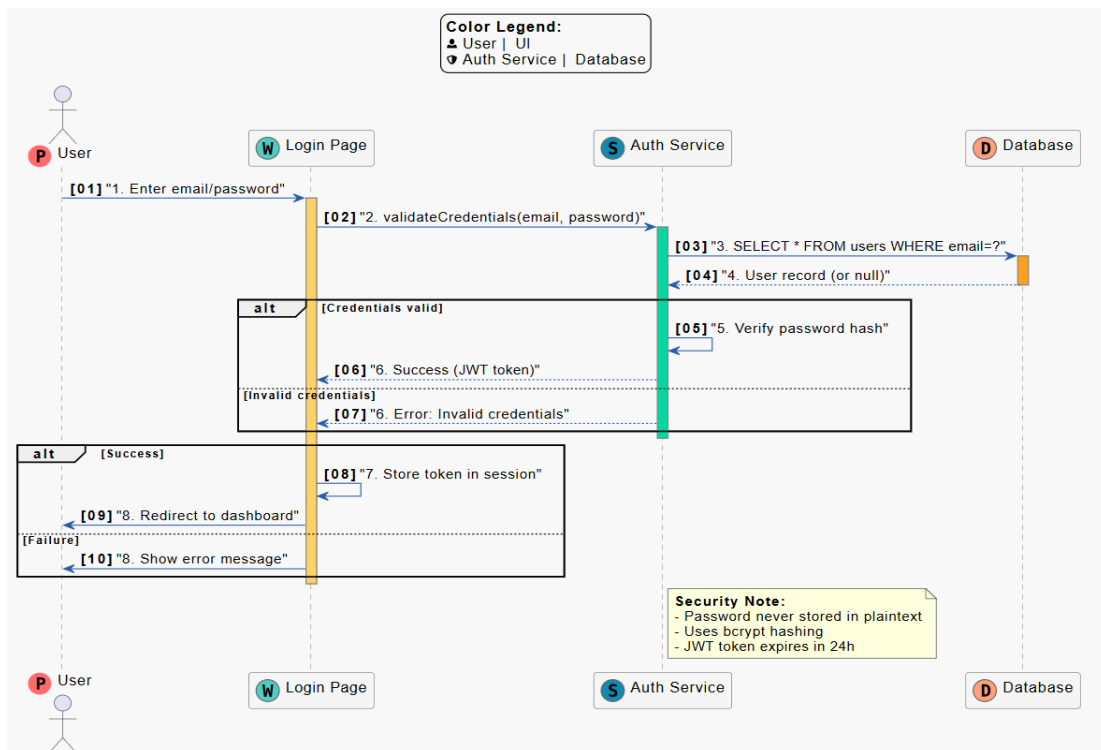 Color Legend:
User | UI
Auth Service | Database
P User
W Login Page
S Auth Service
D Database
[01] "1. Enter email/password"
[02] "2. validateCredentials(email, password)"
[03] "3. SELECT * FROM users WHERE email=?"
[04] "4. User record (or null)"
alt [Credentials valid]
[05] "5. Verify password hash"
[06] "6. Success (JWT token)"
[Invalid credentials]
[07] "6. Error: Invalid credentials"
alt [Success]
[08] "7. Store token in session"
[09] "8. Redirect to dashboard"
[Failure]
[10] "8. Show error message"
Security Note:
- Password never stored in plaintext
- Uses bcrypt hashing
- JWT token expires in 24h
P User
W Login Page
S Auth Service
D Database